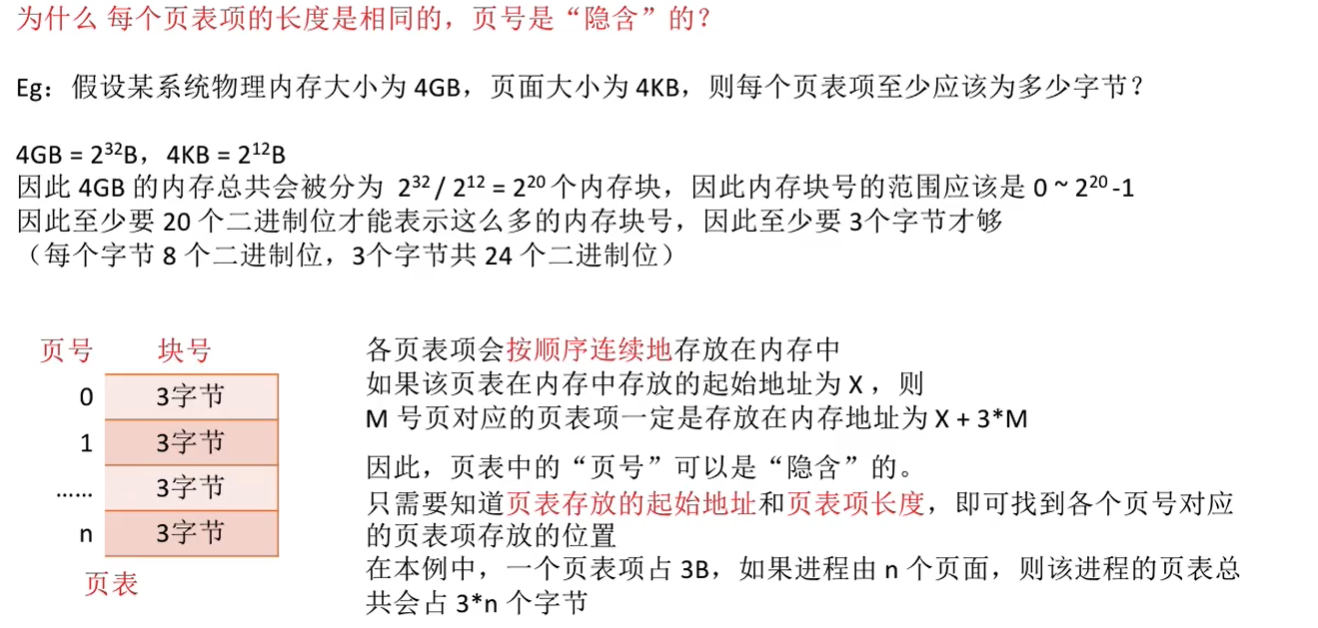 为什么 每个页表项的长度是相同的，页号是“隐含”的？
Eg：假设某系统物理内存大小为 4GB，页面大小为 4KB，则每个页表项至少应该为多少字节？
4GB = 2³²B，4KB = 2¹²B
因此 4GB 的内存总共会被分为 2³² / 2¹² = 2²⁰ 个内存块，因此内存块号的范围应该是 0 ~ 2²⁰ -1
因此至少要 20 个二进制位才能表示这么多的内存块号，因此至少要 3个字节才够
（每个字节 8 个二进制位，3个字节共 24 个二进制位）
页号 块号
0 3字节
1 3字节
…… 3字节
n 3字节
页表
各页表项会按顺序连续地存放在内存中
如果该页表在内存中存放的起始地址为 X ，则
M 号页对应的页表项一定是存放在内存地址为 X + 3*M
因此，页表中的“页号”可以是“隐含”的。
只需要知道页表存放的起始地址和页表项长度，即可找到各个页号对应
的页表项存放的位置
在本例中，一个页表项占 3B，如果进程由 n 个页面，则该进程的页表总
共会占 3*n 个字节